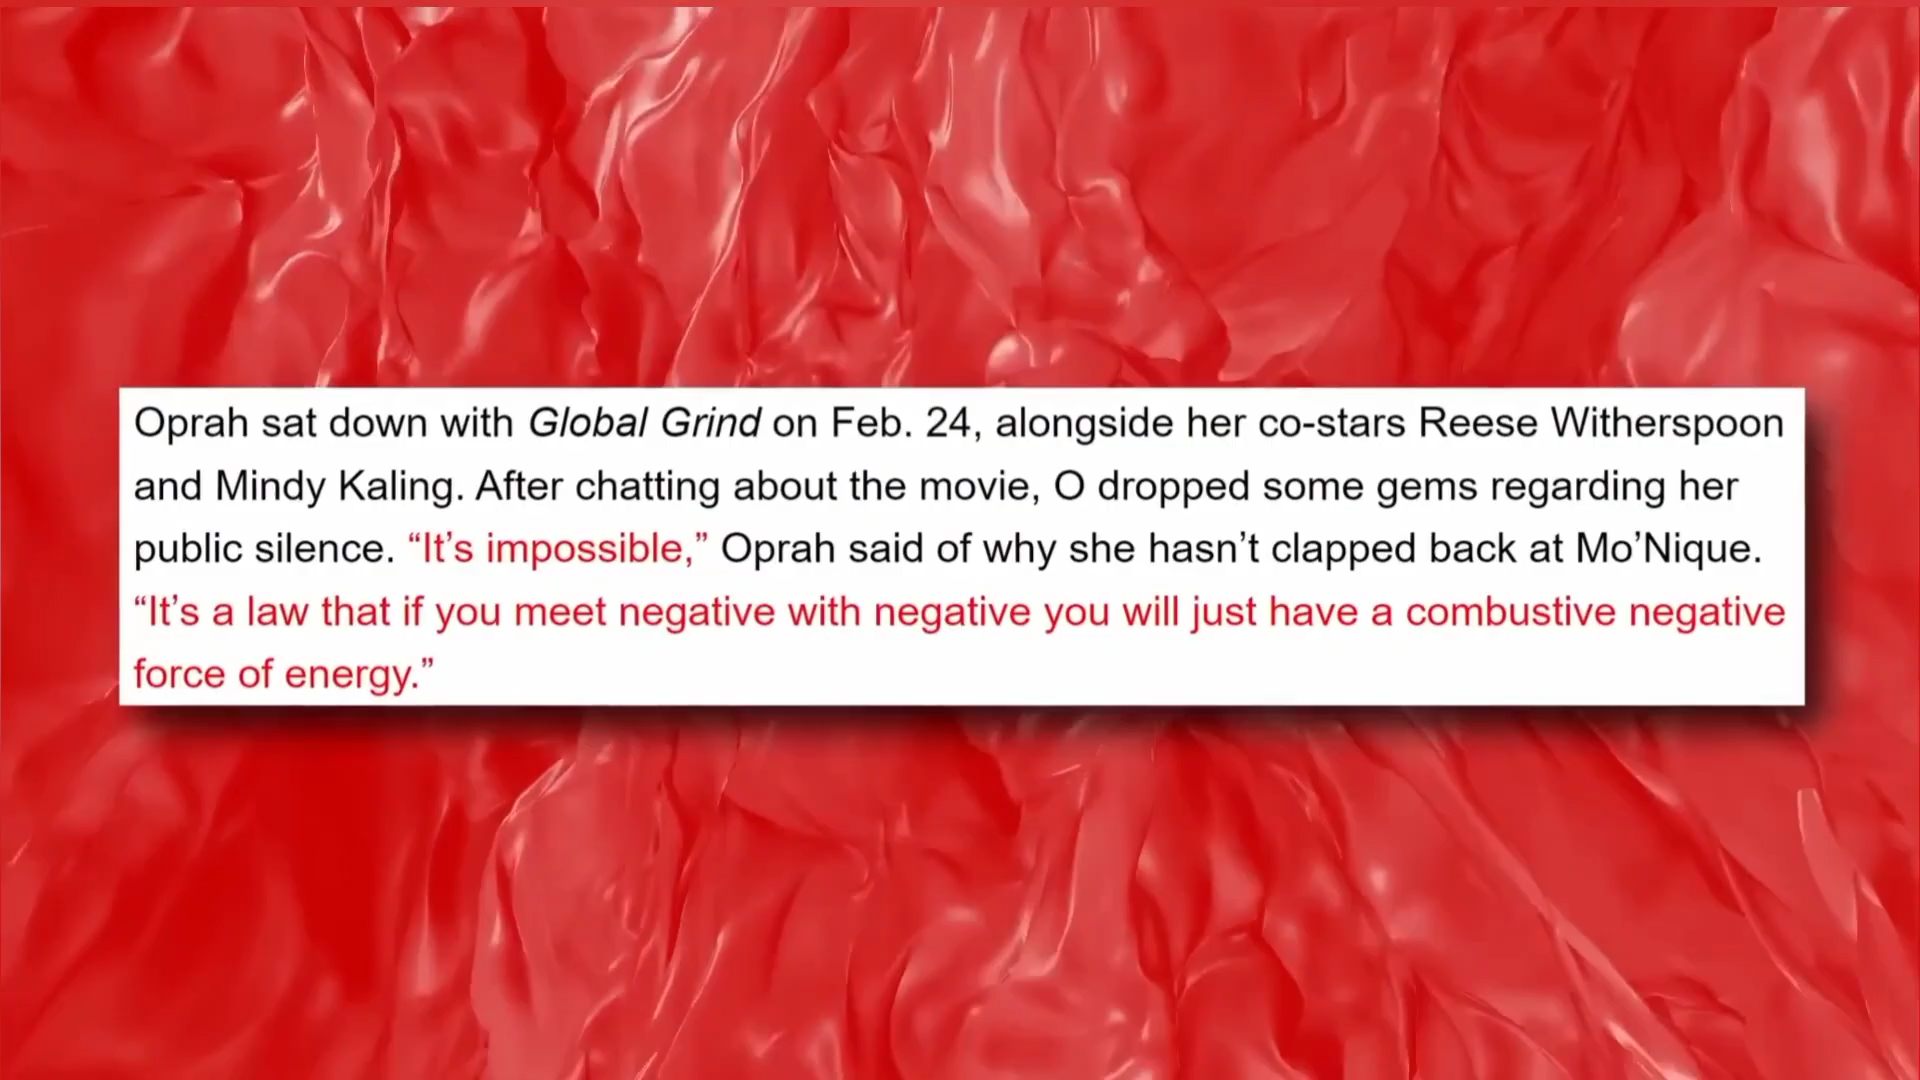 Oprah sat down with Global Grind on Feb. 24, alongside her co-stars Reese Witherspoon
and Mindy Kaling. After chatting about the movie, O dropped some gems regarding her
public silence. “It’s impossible,” Oprah said of why she hasn’t clapped back at Mo’Nique.
“It’s a law that if you meet negative with negative you will just have a combustive negative
force of energy.”